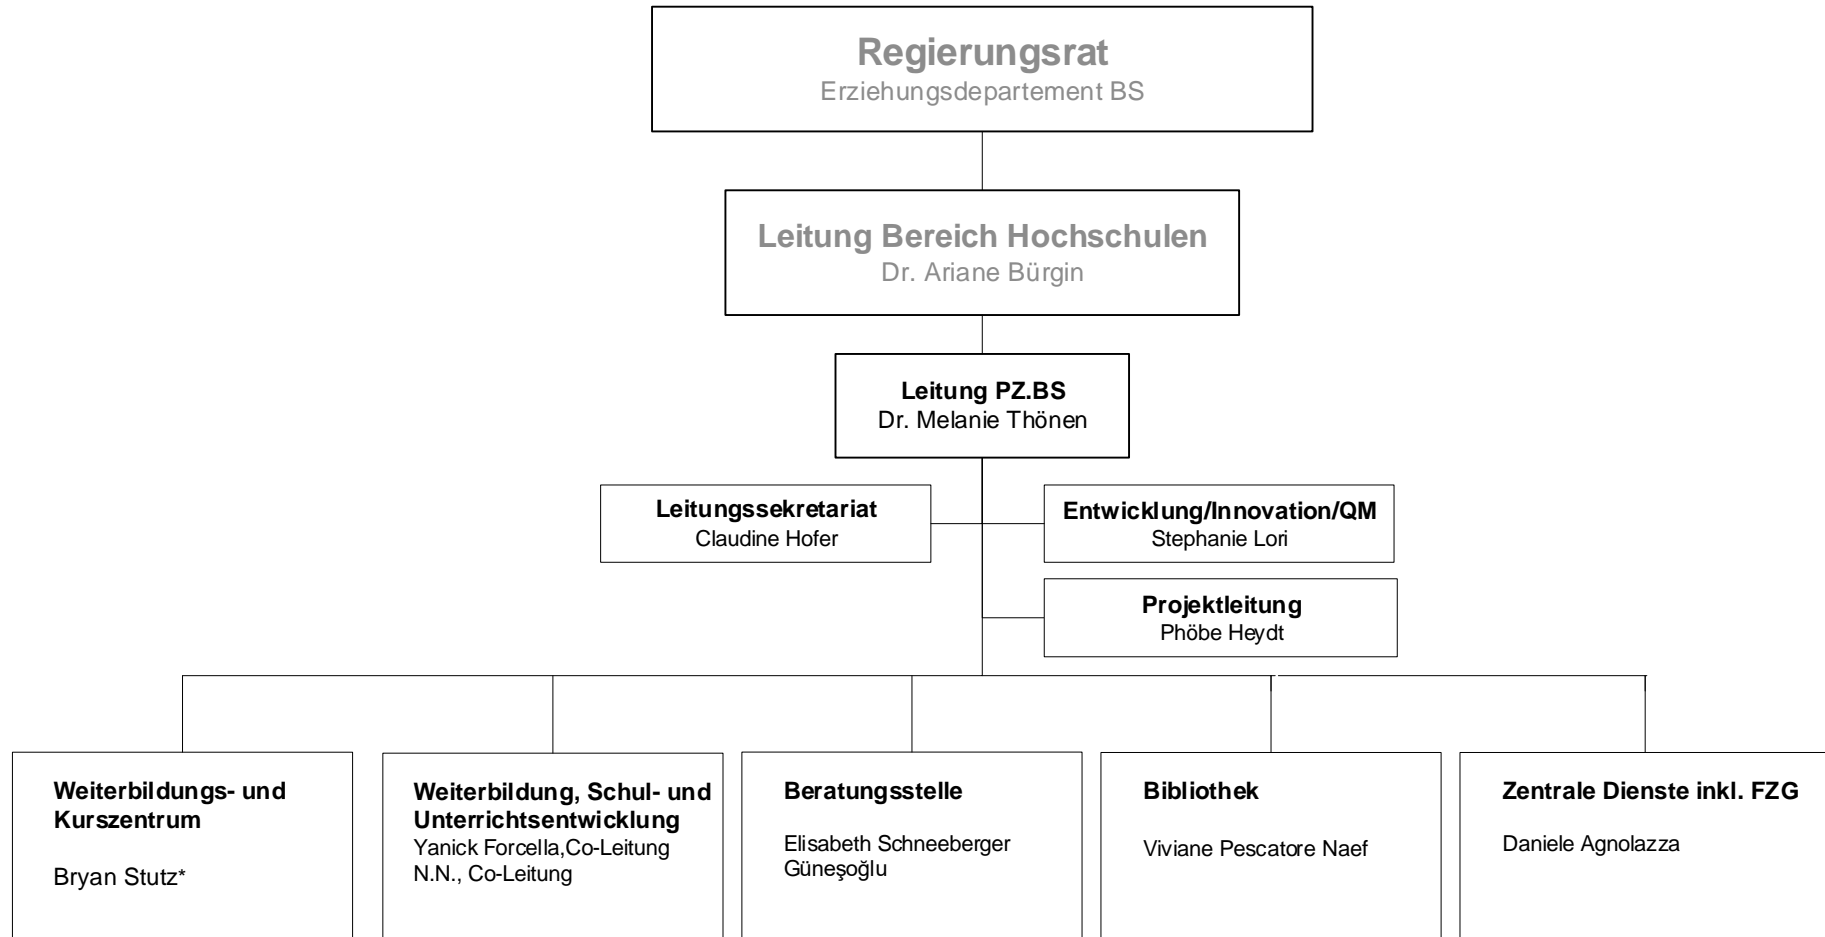 Regierungsrat
Erziehungsdepartement BS
Leitung Bereich Hochschulen
Dr. Ariane Bürgin
Leitung PZ.BS
Dr. Melanie Thönen
Leitungssekretariat
Claudine Hofer
Entwicklung/Innovation/QM
Stephanie Lori
Projektleitung
Phöbe Heydt
Weiterbildungs- und
Kurszentrum
Bryan Stutz*
Weiterbildung, Schul- und
Unterrichtsentwicklung
Yanick Forcella,Co-Leitung
N.N., Co-Leitung
Beratungsstelle
Elisabeth Schneeberger
Güneşoğlu
Bibliothek
Viviane Pescatore Naef
Zentrale Dienste inkl. FZG
Daniele Agnolazza